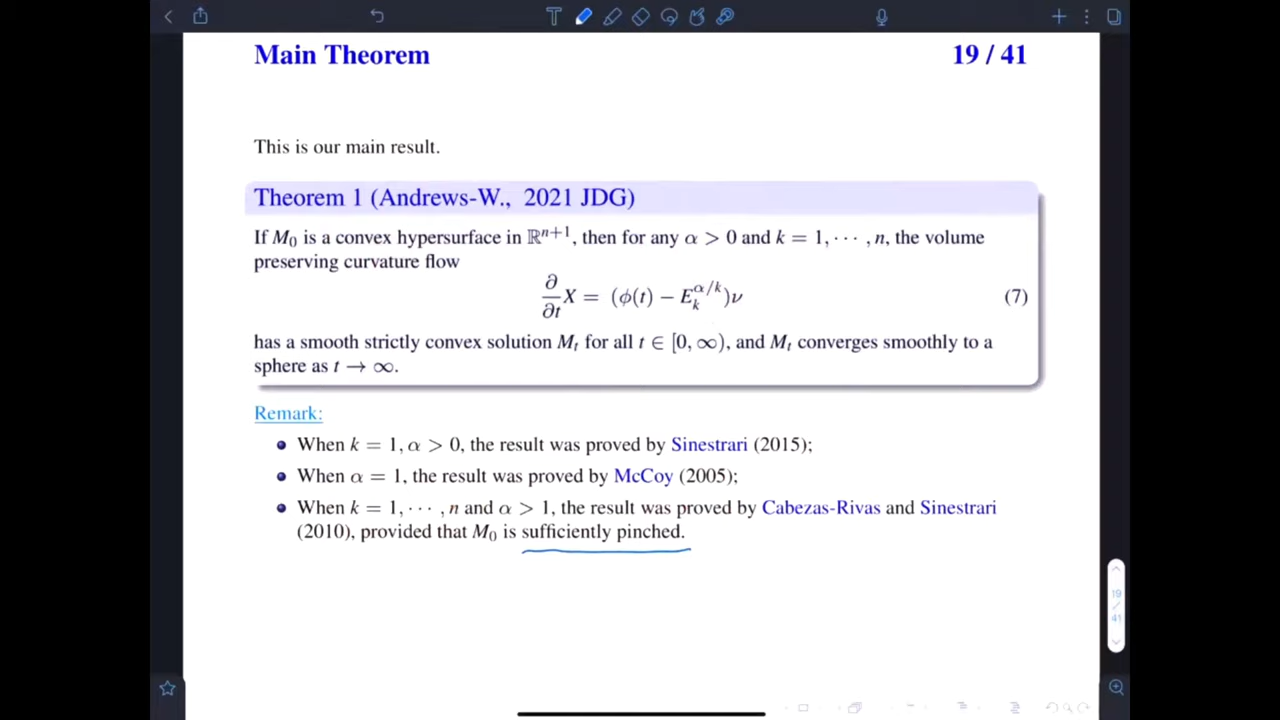 Main Theorem 19 / 41
This is our main result.
Theorem 1 (Andrews-W., 2021 JDG)
If M₀ is a convex hypersurface in ℝⁿ⁺¹, then for any α > 0 and k = 1, ⋯ , n, the volume
preserving curvature flow
∂/∂t X = (ϕ(t) − E_k^{α/k})ν (7)
has a smooth strictly convex solution M_t for all t ∈ [0, ∞), and M_t converges smoothly to a
sphere as t → ∞.
Remark:
When k = 1, α > 0, the result was proved by Sinestrari (2015);
When α = 1, the result was proved by McCoy (2005);
When k = 1, ⋯ , n and α > 1, the result was proved by Cabezas-Rivas and Sinestrari
(2010), provided that M₀ is sufficiently pinched.
19
/
41